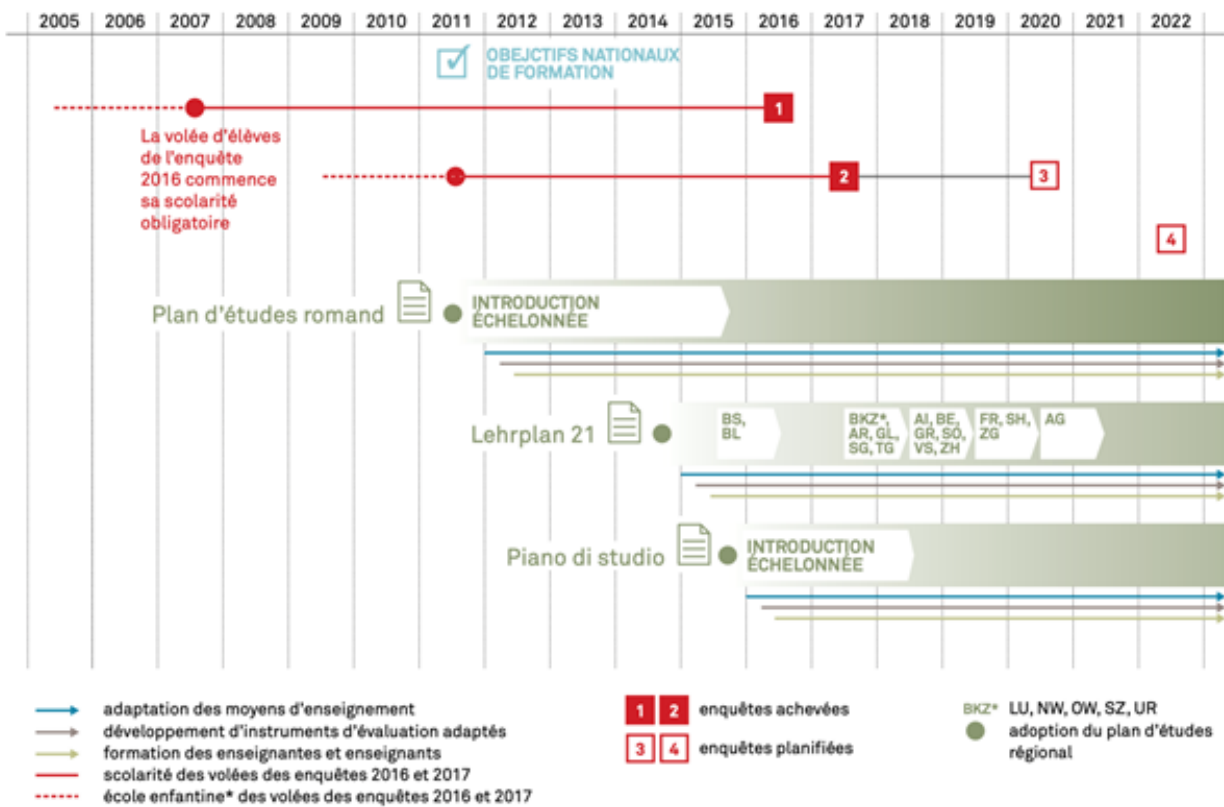 2005 2006 2007 2008 2009 2010 2011 2012 2013 2014 2015 2016 2017 2018 2019 2020 2021 2022
OBEJCTIFS NATIONAUX
DE FORMATION
1
La volée d'élèves
de l'enquête
2016 commence
sa scolarité
obligatoire
2
3
4
Plan d'études romand
INTRODUCTION
ÉCHELONNÉE
Lehrplan 21
BS,
BL
BKZ*,
AR, GL,
SG, TG
AI, BE,
GR, SO,
VS, ZH
FR, SH,
ZG
AG
Piano di studio
INTRODUCTION
ÉCHELONNÉE
adaptation des moyens d'enseignement
développement d'instruments d'évaluation adaptés
formation des enseignantes et enseignants
scolarité des volées des enquêtes 2016 et 2017
école enfantine* des volées des enquêtes 2016 et 2017
1 2 enquêtes achevées
3 4 enquêtes planifiées
BKZ* LU, NW, OW, SZ, UR
adoption du plan d'études
régional